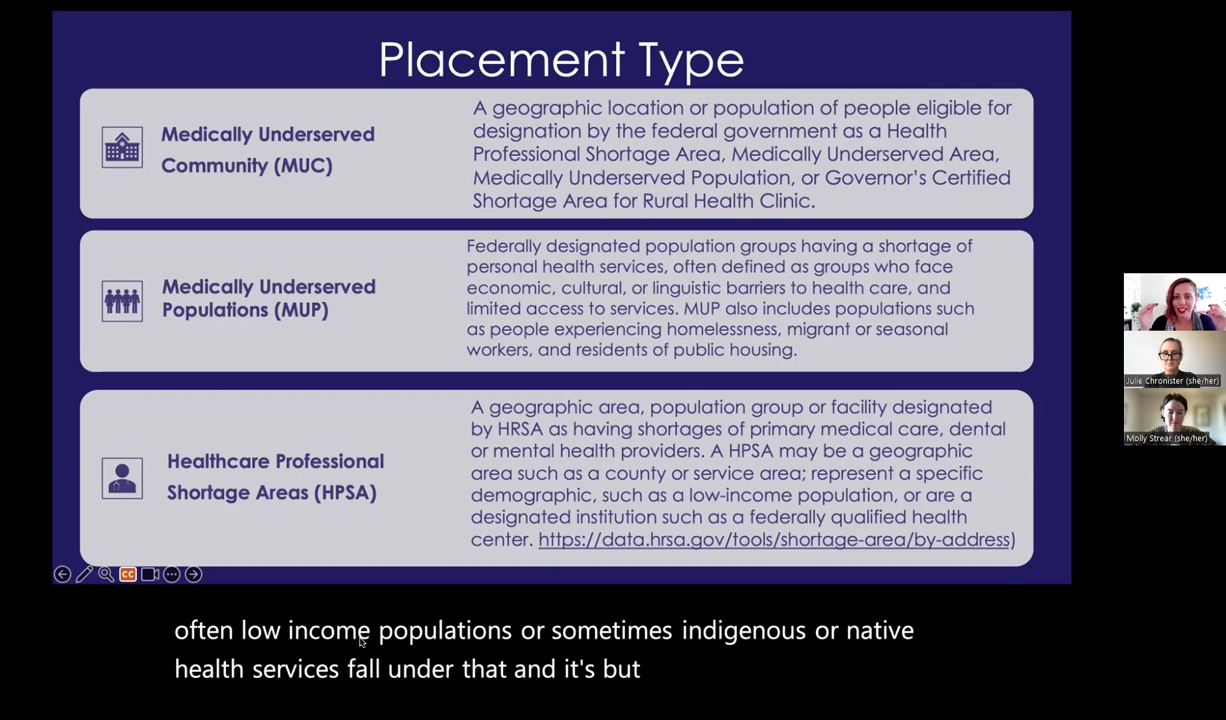 Placement Type
Medically Underserved
Community (MUC)
A geographic location or population of people eligible for
designation by the federal government as a Health
Professional Shortage Area, Medically Underserved Area,
Medically Underserved Population, or Governor's Certified
Shortage Area for Rural Health Clinic.
Medically Underserved
Populations (MUP)
Federally designated population groups having a shortage of
personal health services, often defined as groups who face
economic, cultural, or linguistic barriers to health care, and
limited access to services. MUP also includes populations such
as people experiencing homelessness, migrant or seasonal
workers, and residents of public housing.
Healthcare Professional
Shortage Areas (HPSA)
A geographic area, population group or facility designated
by HRSA as having shortages of primary medical care, dental
or mental health providers. A HPSA may be a geographic
area such as a county or service area; represent a specific
demographic, such as a low-income population, or are a
designated institution such as a federally qualified health
center. https://data.hrsa.gov/tools/shortage-area/by-address)
CC
Julie Chronister (she/her)
Molly Strear (she/her)
often low income populations or sometimes indigenous or native
health services fall under that and it's but